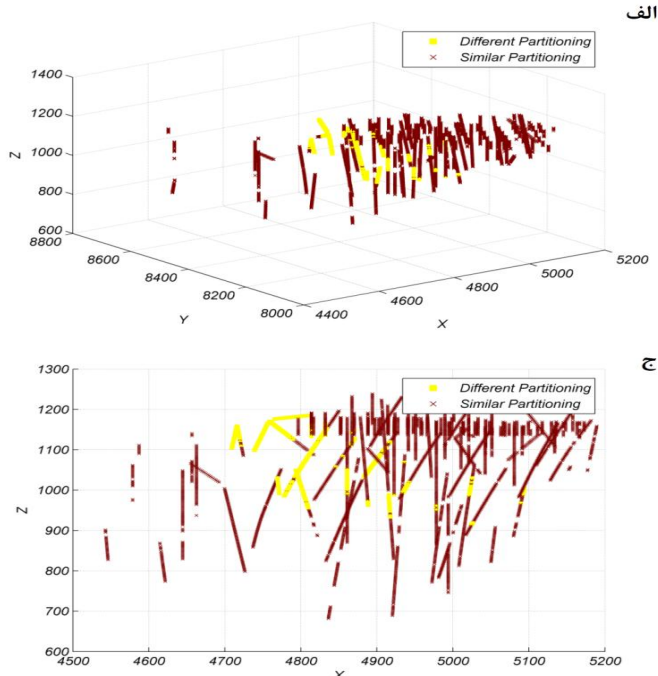 الف
Different Partitioning
Similar Partitioning
1400
1200
1000
800
600
Z
8800
8600
8400
8200
8000
Y
4400
4600
4800
5000
5200
X
ج
Different Partitioning
Similar Partitioning
1300
1200
1100
1000
900
800
700
600
Z
4500
4600
4700
4800
4900
5000
5100
5200
X